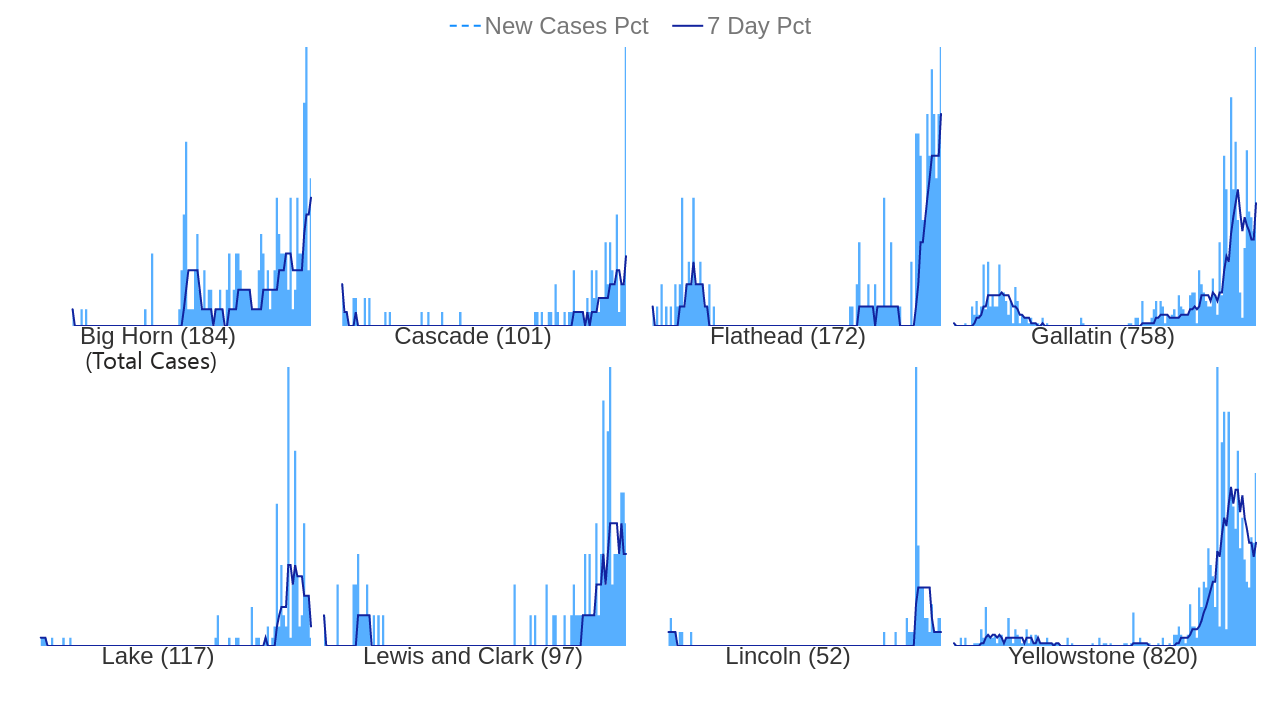 New Cases Pct 7 Day Pct
Big Horn (184) Cascade (101) Flathead (172) Gallatin (758)
(Total Cases)
Lake (117) Lewis and Clark (97) Lincoln (52) Yellowstone (820)